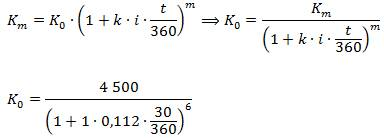 K_m = K_0 · (1 + k · i · t/360)^m ⟹ K_0 = K_m / (1 + k · i · t/360)^m
K_0 = 4 500 / (1 + 1 · 0,112 · 30/360)^6